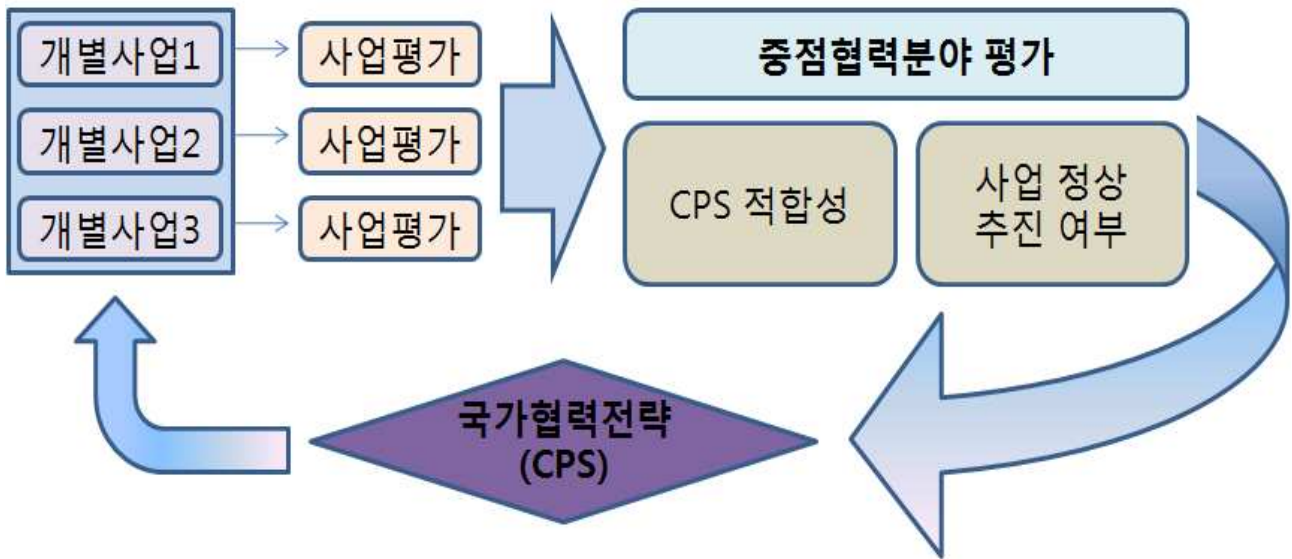 개별사업1
사업평가
개별사업2
사업평가
개별사업3
사업평가
중점협력분야 평가
CPS 적합성
사업 정상
추진 여부
국가협력전략
(CPS)